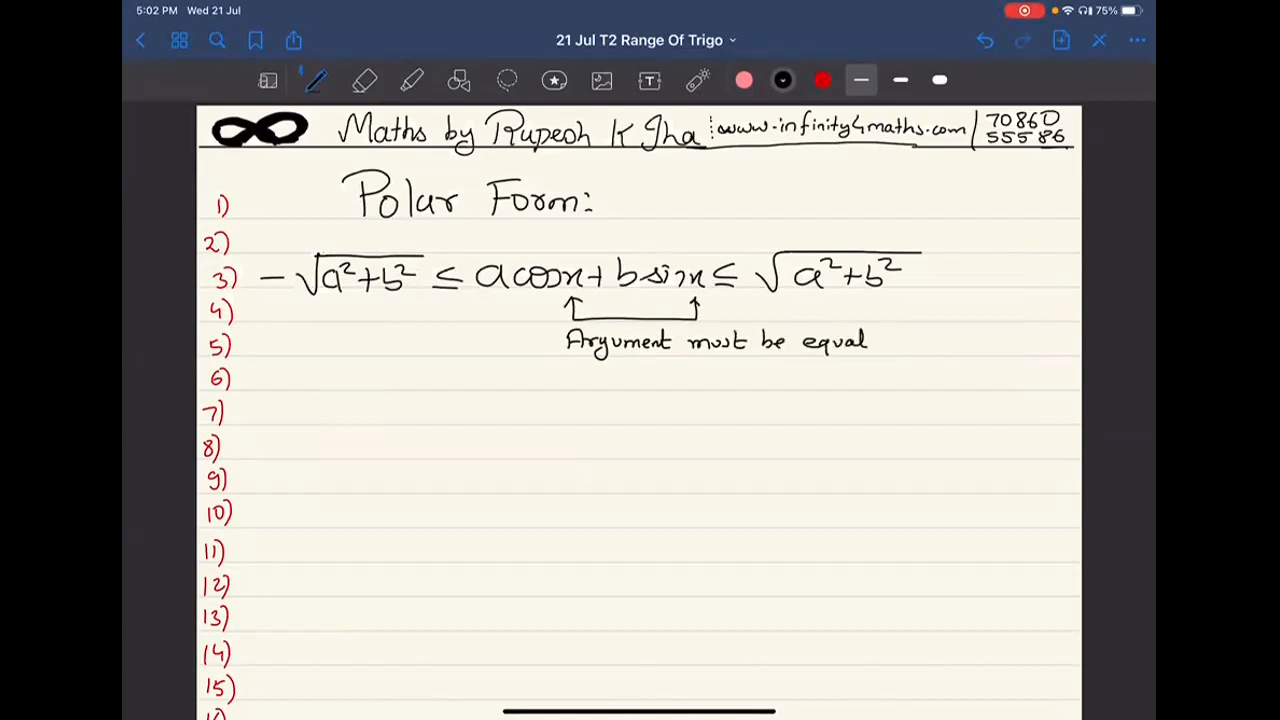 5:02 PM Wed 21 Jul
75%
21 Jul T2 Range Of Trigo
∞ Maths by Rupesh K Jha www.infinity4maths.com 70860 55586
1) Polar Form:
2)
3) -√(a²+b²) ≤ a cosx + b sinx ≤ √(a²+b²)
4)
5) Argument must be equal
6)
7)
8)
9)
10)
11)
12)
13)
14)
15)